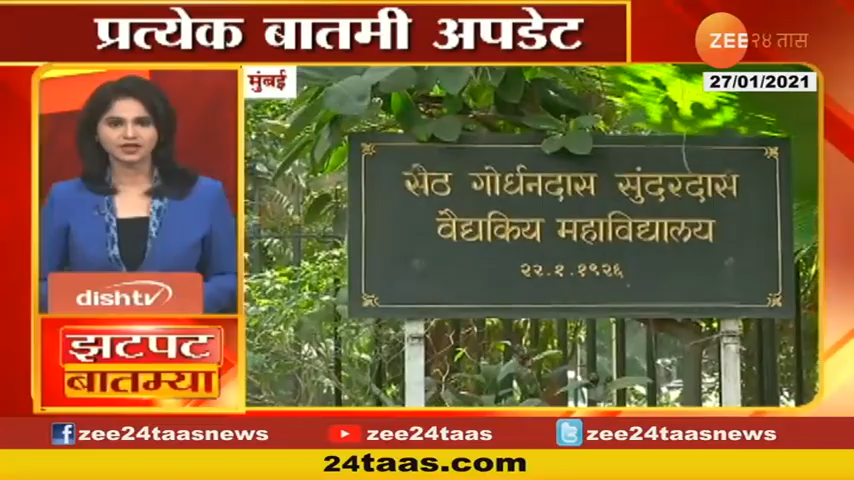 प्रत्येक बातमी अपडेट
ZEE २४ तास
27/01/2021
मुंबई
सेठ गोर्धनदास सुंदरदास
वैद्यकिय महाविद्यालय
२२.१.१९२६
dishtv
झटपट
बातम्या
zee24taasnews
zee24taas
zee24taasnews
24taas.com